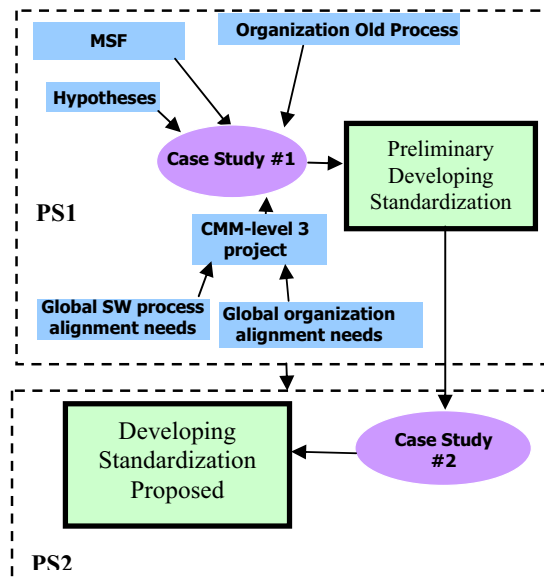 MSF
Organization Old Process
Hypotheses
Case Study #1
Preliminary
Developing
Standardization
PS1
CMM-level 3
project
Global SW process
alignment needs
Global organization
alignment needs
Developing
Standardization
Proposed
Case Study
#2
PS2